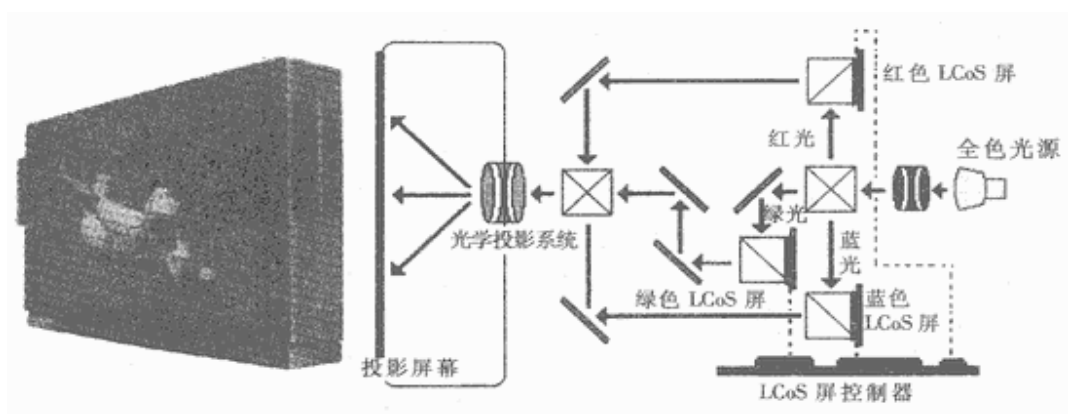 红色 LCoS 屏
全色光源
红光
绿光
蓝
光
光学投影系统
绿色 LCoS 屏
蓝色
LCoS 屏
投影屏幕
LCoS 屏控制器